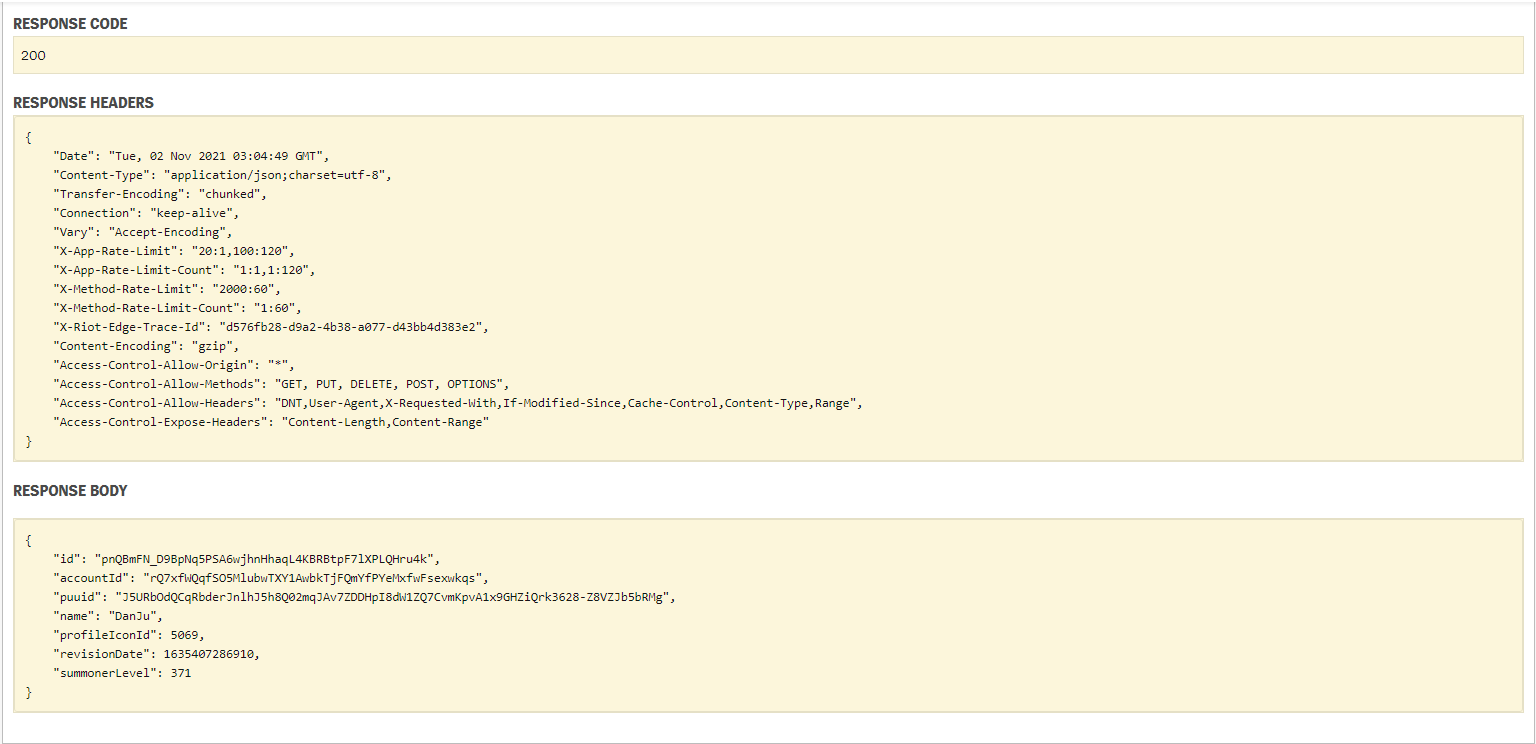 RESPONSE CODE
200
RESPONSE HEADERS
{
    "Date": "Tue, 02 Nov 2021 03:04:49 GMT",
    "Content-Type": "application/json;charset=utf-8",
    "Transfer-Encoding": "chunked",
    "Connection": "keep-alive",
    "Vary": "Accept-Encoding",
    "X-App-Rate-Limit": "20:1,100:120",
    "X-App-Rate-Limit-Count": "1:1,1:120",
    "X-Method-Rate-Limit": "2000:60",
    "X-Method-Rate-Limit-Count": "1:60",
    "X-Riot-Edge-Trace-Id": "d576fb28-d9a2-4b38-a077-d43bb4d383e2",
    "Content-Encoding": "gzip",
    "Access-Control-Allow-Origin": "*",
    "Access-Control-Allow-Methods": "GET, PUT, DELETE, POST, OPTIONS",
    "Access-Control-Allow-Headers": "DNT,User-Agent,X-Requested-With,If-Modified-Since,Cache-Control,Content-Type,Range",
    "Access-Control-Expose-Headers": "Content-Length,Content-Range"
}
RESPONSE BODY
{
    "id": "pnQBmFN_D9BpNq5PSA6wjhnHhaqL4KBRBtpF7lXPLQHru4k",
    "accountId": "rQ7xfWQqfSO5MlubwTXY1AwbkTjFQmYfPYeMxfwFsexwkqs",
    "puuid": "J5URbOdQCqRbderJnlhJ5h8Q02mqJAv7ZDDHpI8dW1ZQ7CvmKpvA1x9GHZiQrk3628-Z8VZJb5bRMg",
    "name": "DanJu",
    "profileIconId": 5069,
    "revisionDate": 1635407286910,
    "summonerLevel": 371
}